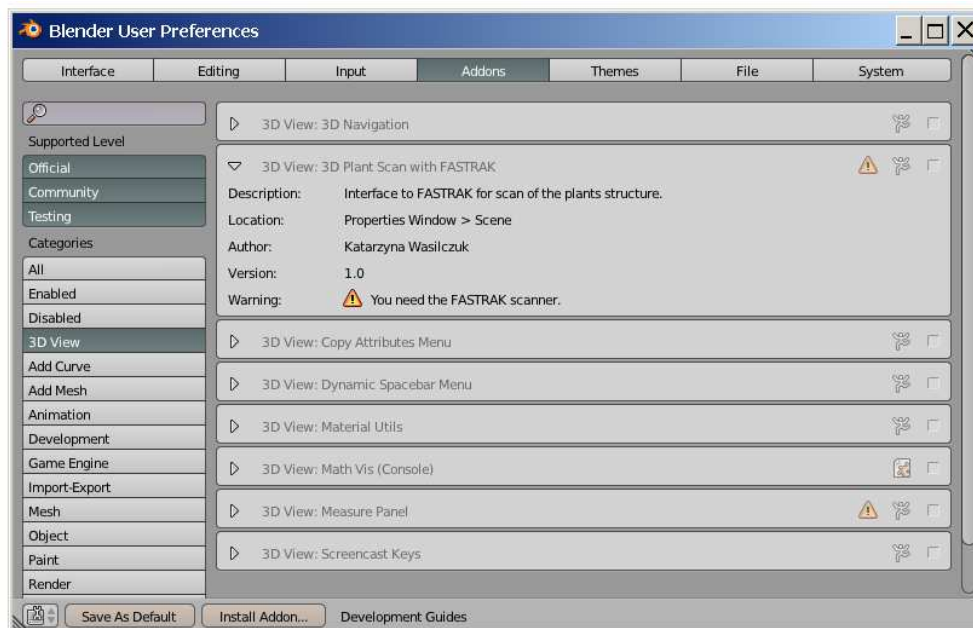 Blender User Preferences
Interface Editing Input Addons Themes File System
Supported Level
Official
Community
Testing
Categories
All
Enabled
Disabled
3D View
Add Curve
Add Mesh
Animation
Development
Game Engine
Import-Export
Mesh
Object
Paint
Render
3D View: 3D Navigation
3D View: 3D Plant Scan with FASTRAK
Description: Interface to FASTRAK for scan of the plants structure.
Location: Properties Window > Scene
Author: Katarzyna Wasilczuk
Version: 1.0
Warning: You need the FASTRAK scanner.
3D View: Copy Attributes Menu
3D View: Dynamic Spacebar Menu
3D View: Material Utils
3D View: Math Vis (Console)
3D View: Measure Panel
3D View: Screencast Keys
Save As Default Install Addon... Development Guides